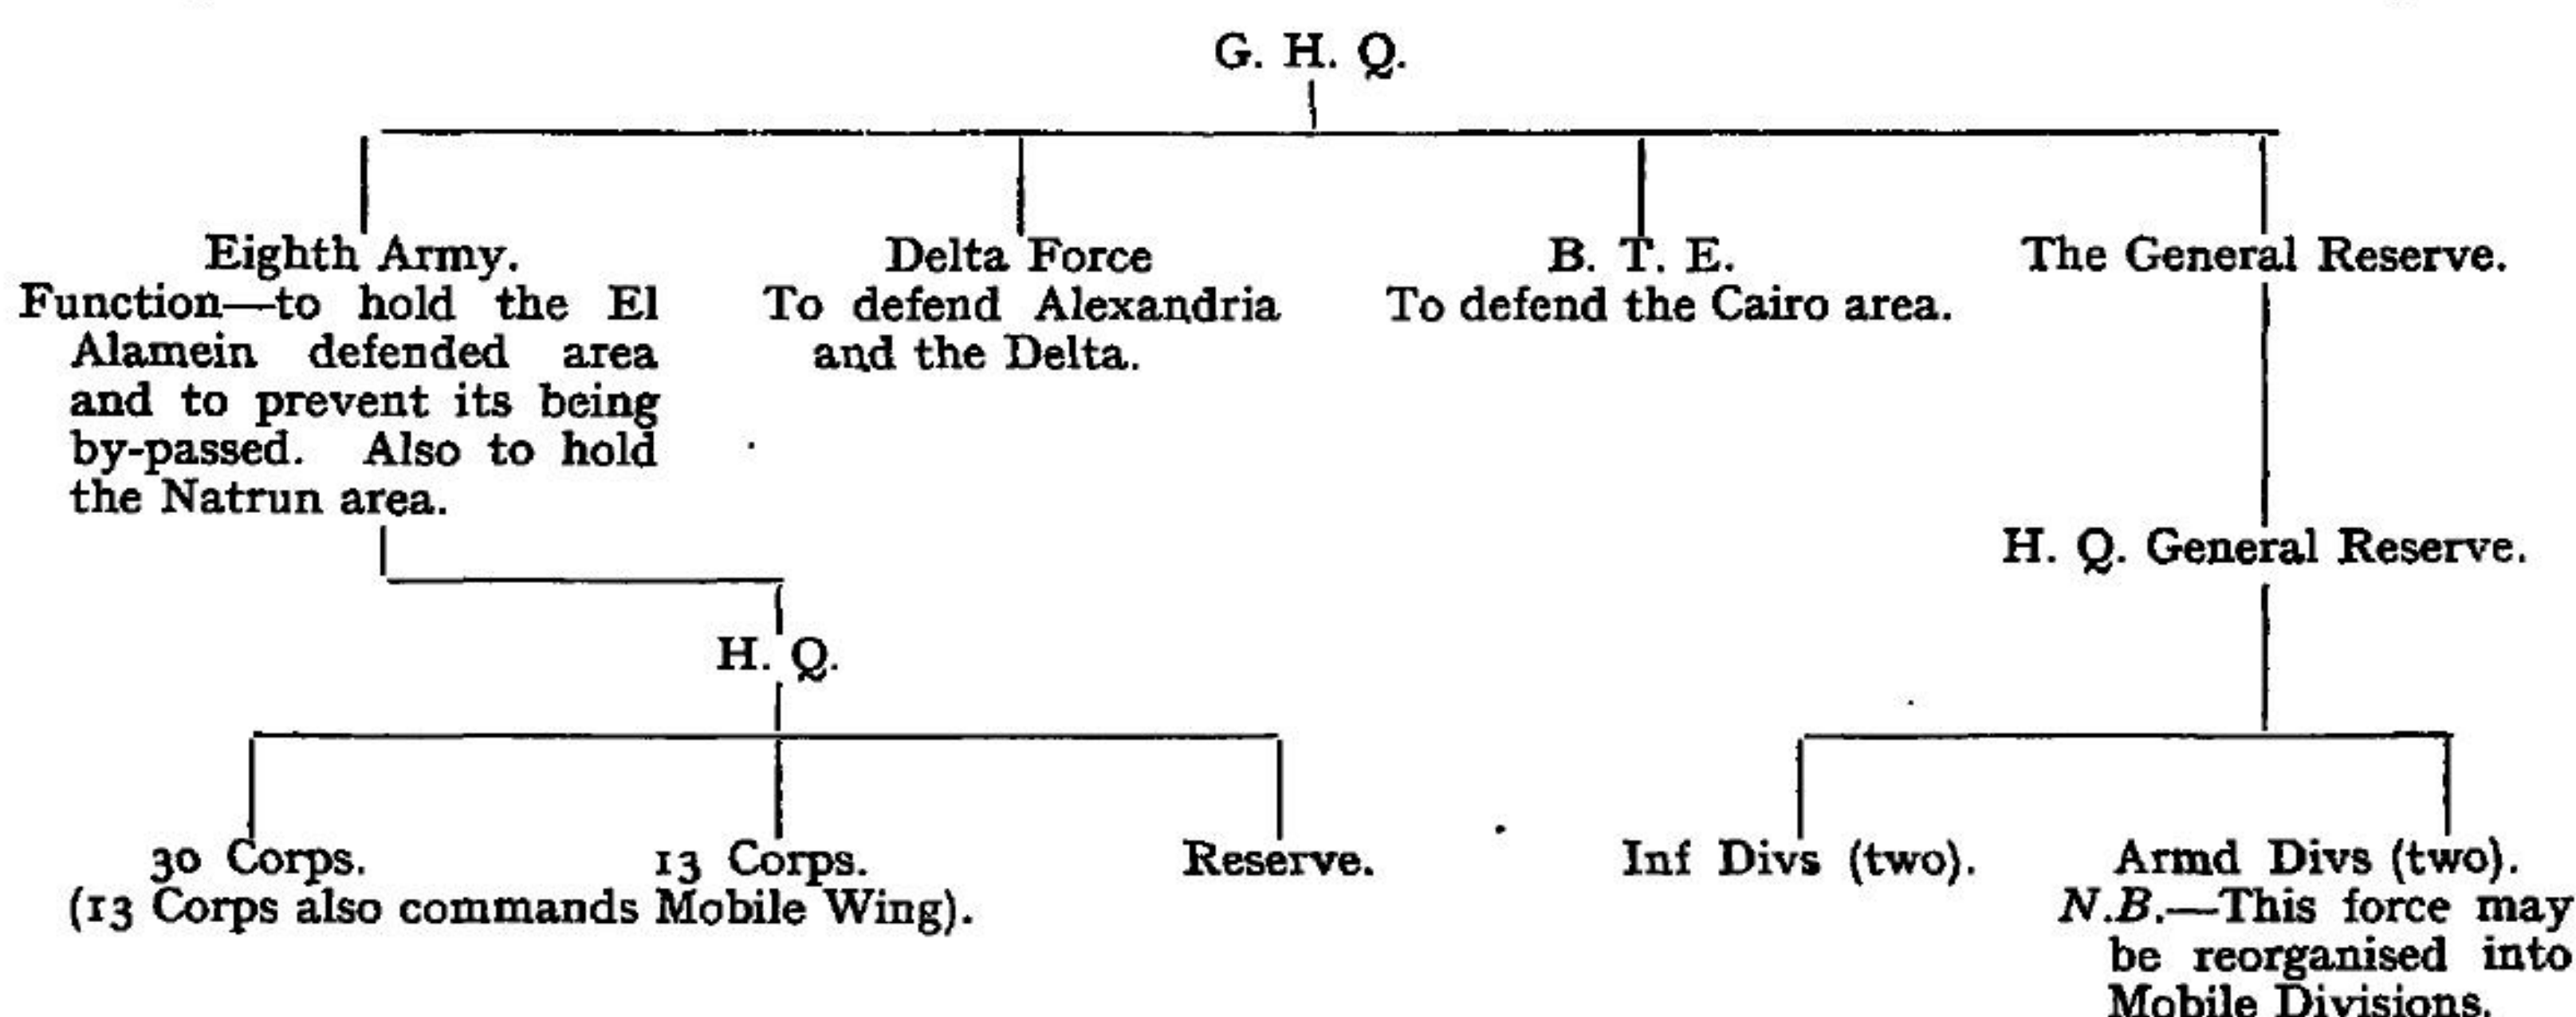 G. H. Q.
Eighth Army.
Function—to hold the El
Alamein defended area
and to prevent its being
by-passed. Also to hold
the Natrun area.
Delta Force
To defend Alexandria
and the Delta.
B. T. E.
To defend the Cairo area.
The General Reserve.
H. Q. General Reserve.
H. Q.
30 Corps.
13 Corps.
(13 Corps also commands Mobile Wing).
Reserve.
Inf Divs (two).
Armd Divs (two).
N.B.—This force may
be reorganised into
Mobile Divisions.